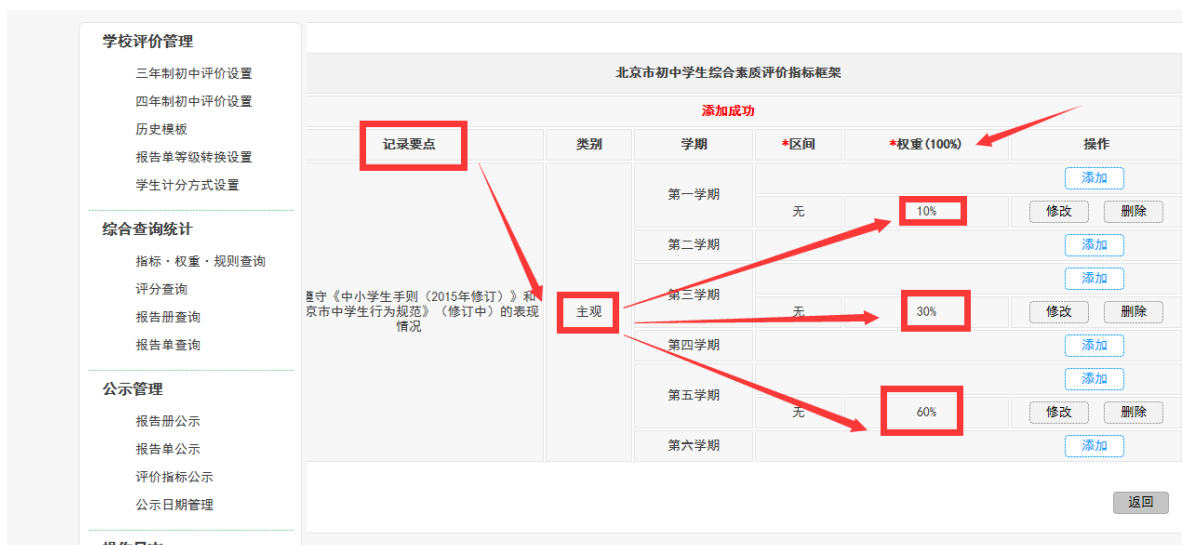 学校评价管理
三年制初中评价设置
四年制初中评价设置
历史模板
报告单等级转换设置
学生计分方式设置
综合查询统计
指标·权重·规则查询
评分查询
报告册查询
报告单查询
公示管理
报告册公示
报告单公示
评价指标公示
公示日期管理
北京市初中学生综合素质评价指标框架
添加成功
记录要点 类别 学期 *区间 *权重(100%) 操作
遵守《中小学生手则（2015年修订）》和
京市中学生行为规范》（修订中）的表现
情况
主观
第一学期 添加
无 10% 修改 删除
第二学期 添加
第三学期 添加
无 30% 修改 删除
第四学期 添加
第五学期 添加
无 60% 修改 删除
第六学期 添加
返回